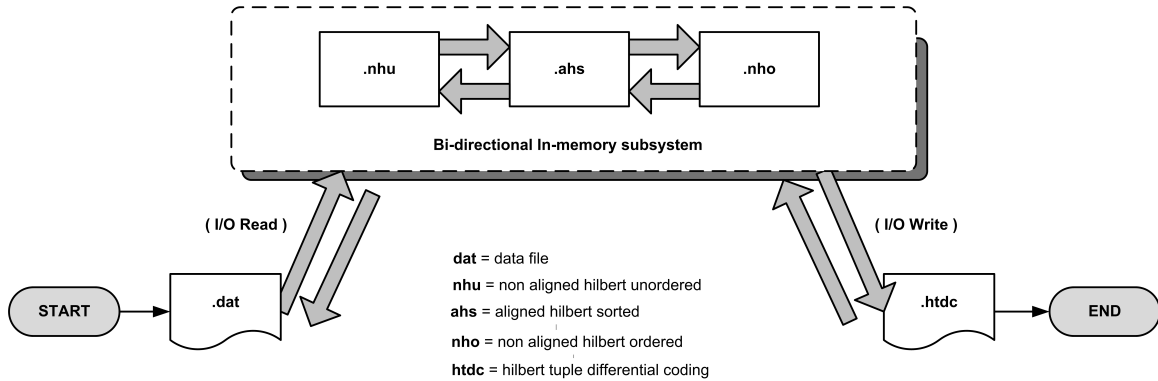 .nhu
.ahs
.nho
Bi-directional In-memory subsystem
( I/O Read )
( I/O Write )
dat = data file
nhu = non aligned hilbert unordered
ahs = aligned hilbert sorted
nho = non aligned hilbert ordered
htdc = hilbert tuple differential coding
START
.dat
.htdc
END